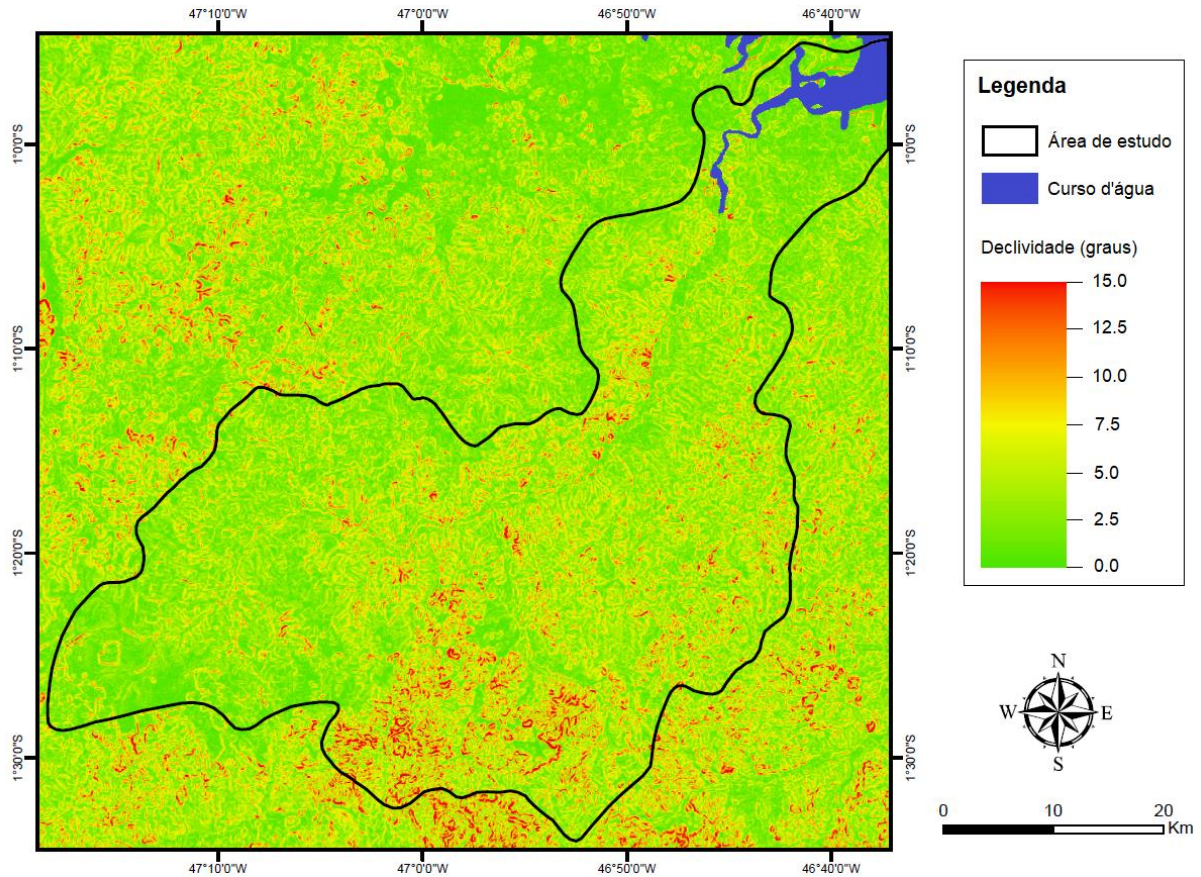 47°10'0"W 47°0'0"W 46°50'0"W 46°40'0"W
1°0'0"S
1°10'0"S
1°20'0"S
1°30'0"S
1°0'0"S
1°10'0"S
1°20'0"S
1°30'0"S
47°10'0"W 47°0'0"W 46°50'0"W 46°40'0"W
Legenda
Área de estudo
Curso d'água
Declividade (graus)
15.0
12.5
10.0
7.5
5.0
2.5
0.0
N
W E
S
0 10 20
Km